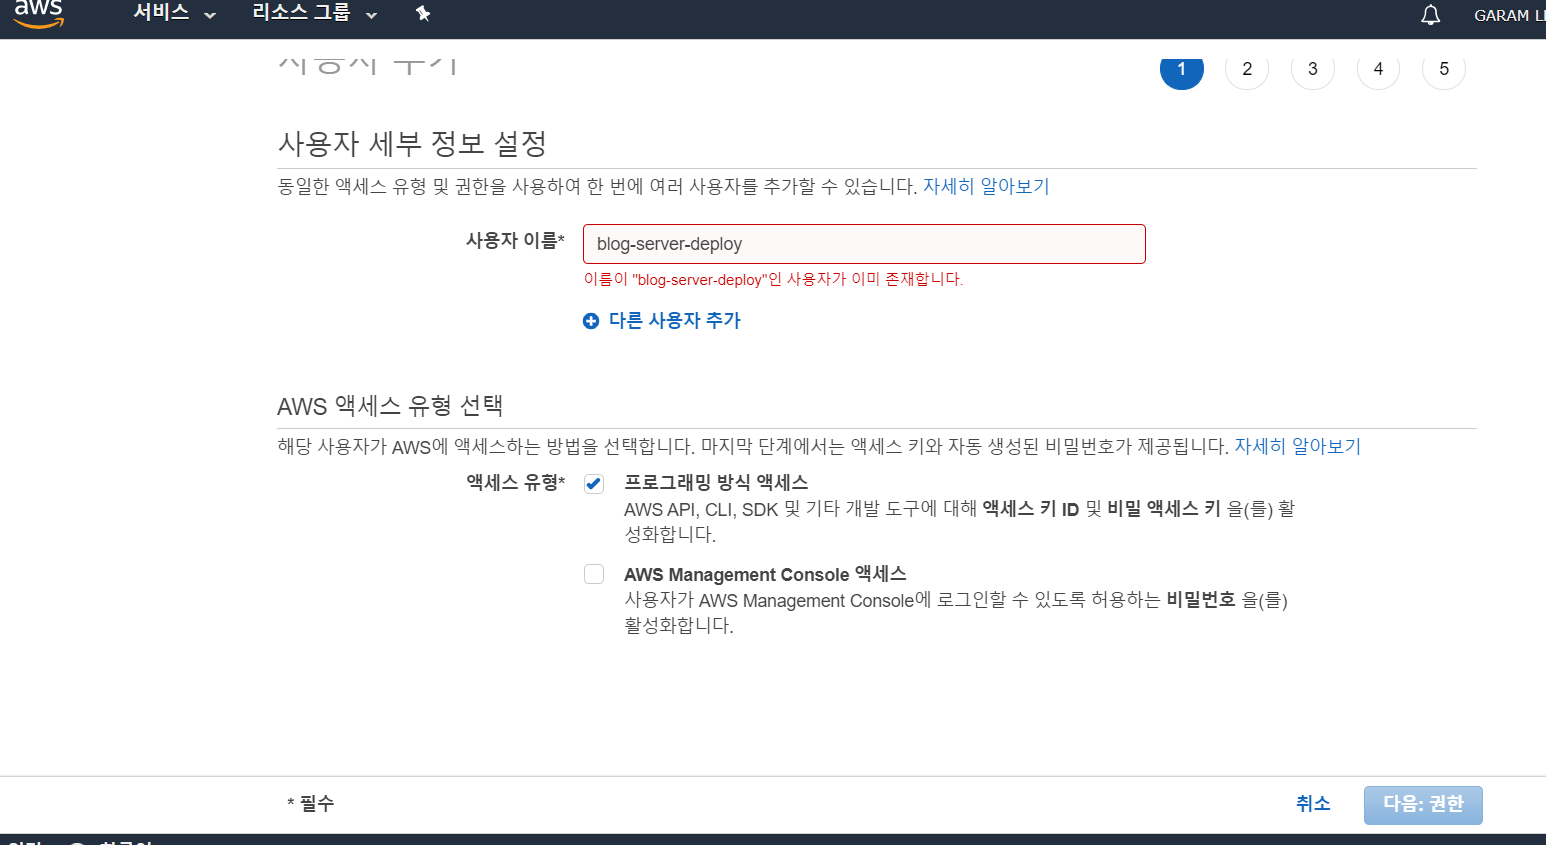 aws 서비스 리소스 그룹 GARAM
사용자 추가
1 2 3 4 5
사용자 세부 정보 설정
동일한 액세스 유형 및 권한을 사용하여 한 번에 여러 사용자를 추가할 수 있습니다. 자세히 알아보기
사용자 이름* blog-server-deploy
이름이 "blog-server-deploy"인 사용자가 이미 존재합니다.
다른 사용자 추가
AWS 액세스 유형 선택
해당 사용자가 AWS에 액세스하는 방법을 선택합니다. 마지막 단계에서는 액세스 키와 자동 생성된 비밀번호가 제공됩니다. 자세히 알아보기
액세스 유형* 프로그래밍 방식 액세스
AWS API, CLI, SDK 및 기타 개발 도구에 대해 액세스 키 ID 및 비밀 액세스 키 을(를) 활
성화합니다.
AWS Management Console 액세스
사용자가 AWS Management Console에 로그인할 수 있도록 허용하는 비밀번호 을(를)
활성화합니다.
* 필수 취소 다음: 권한
한국어